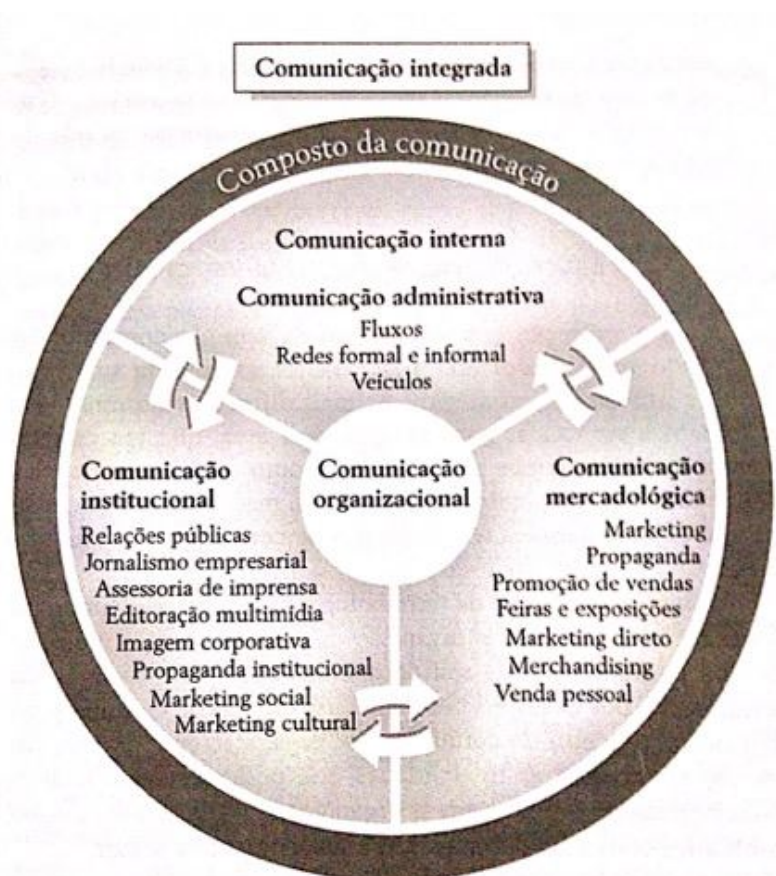 Comunicação integrada
Composto da comunicação
Comunicação interna
Comunicação administrativa
Fluxos
Redes formal e informal
Veículos
Comunicação
institucional
Relações públicas
Jornalismo empresarial
Assessoria de imprensa
Editoração multimídia
Imagem corporativa
Propaganda institucional
Marketing social
Marketing cultural
Comunicação
organizacional
Comunicação
mercadológica
Marketing
Propaganda
Promoção de vendas
Feiras e exposições
Marketing direto
Merchandising
Venda pessoal